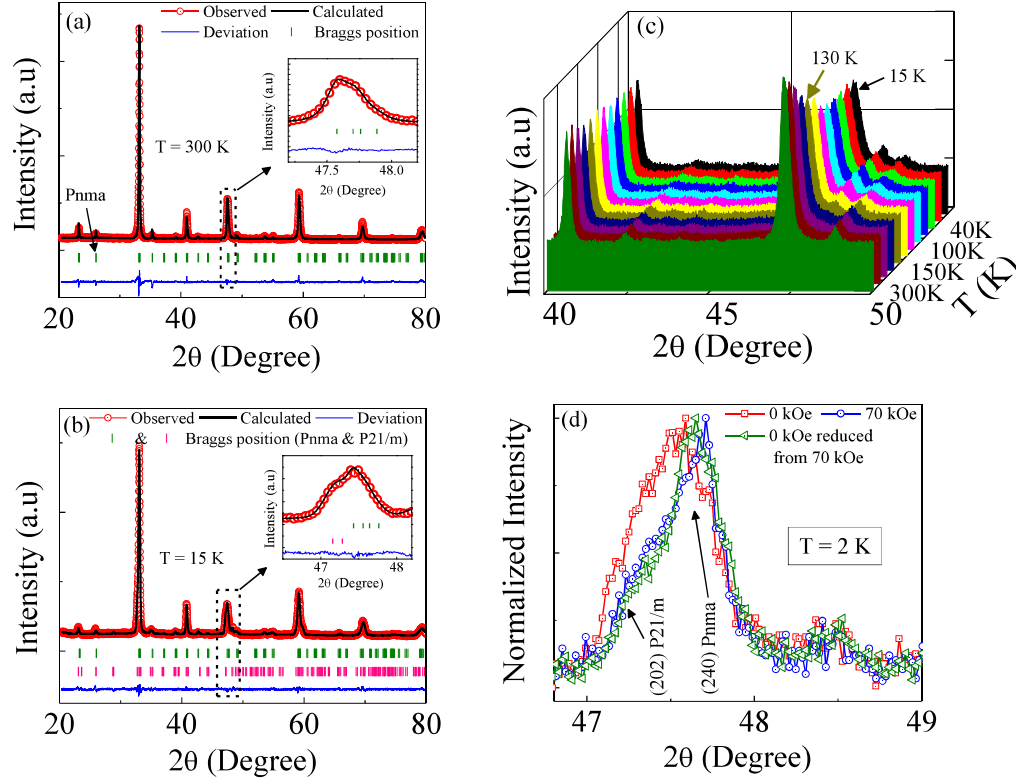 (a)
Observed
Calculated
Deviation
Braggs position
Intensity (a.u)
T = 300 K
Pnma
Intensity (a.u)
47.5
48.0
2θ (Degree)
20
40
60
80
2θ (Degree)
(c)
130 K
15 K
Intensity (a.u)
40
45
50
2θ (Degree)
40K
100K
150K
300K
T (K)
(b)
Observed
Calculated
Deviation
& Braggs position (Pnma & P21/m)
Intensity (a.u)
T = 15 K
Intensity (a.u)
47
48
2θ (Degree)
20
40
60
80
2θ (Degree)
(d)
0 kOe
70 kOe
0 kOe reduced
from 70 kOe
Normalized Intensity
T = 2 K
(202) P21/m
(240) Pnma
47
48
49
2θ (Degree)